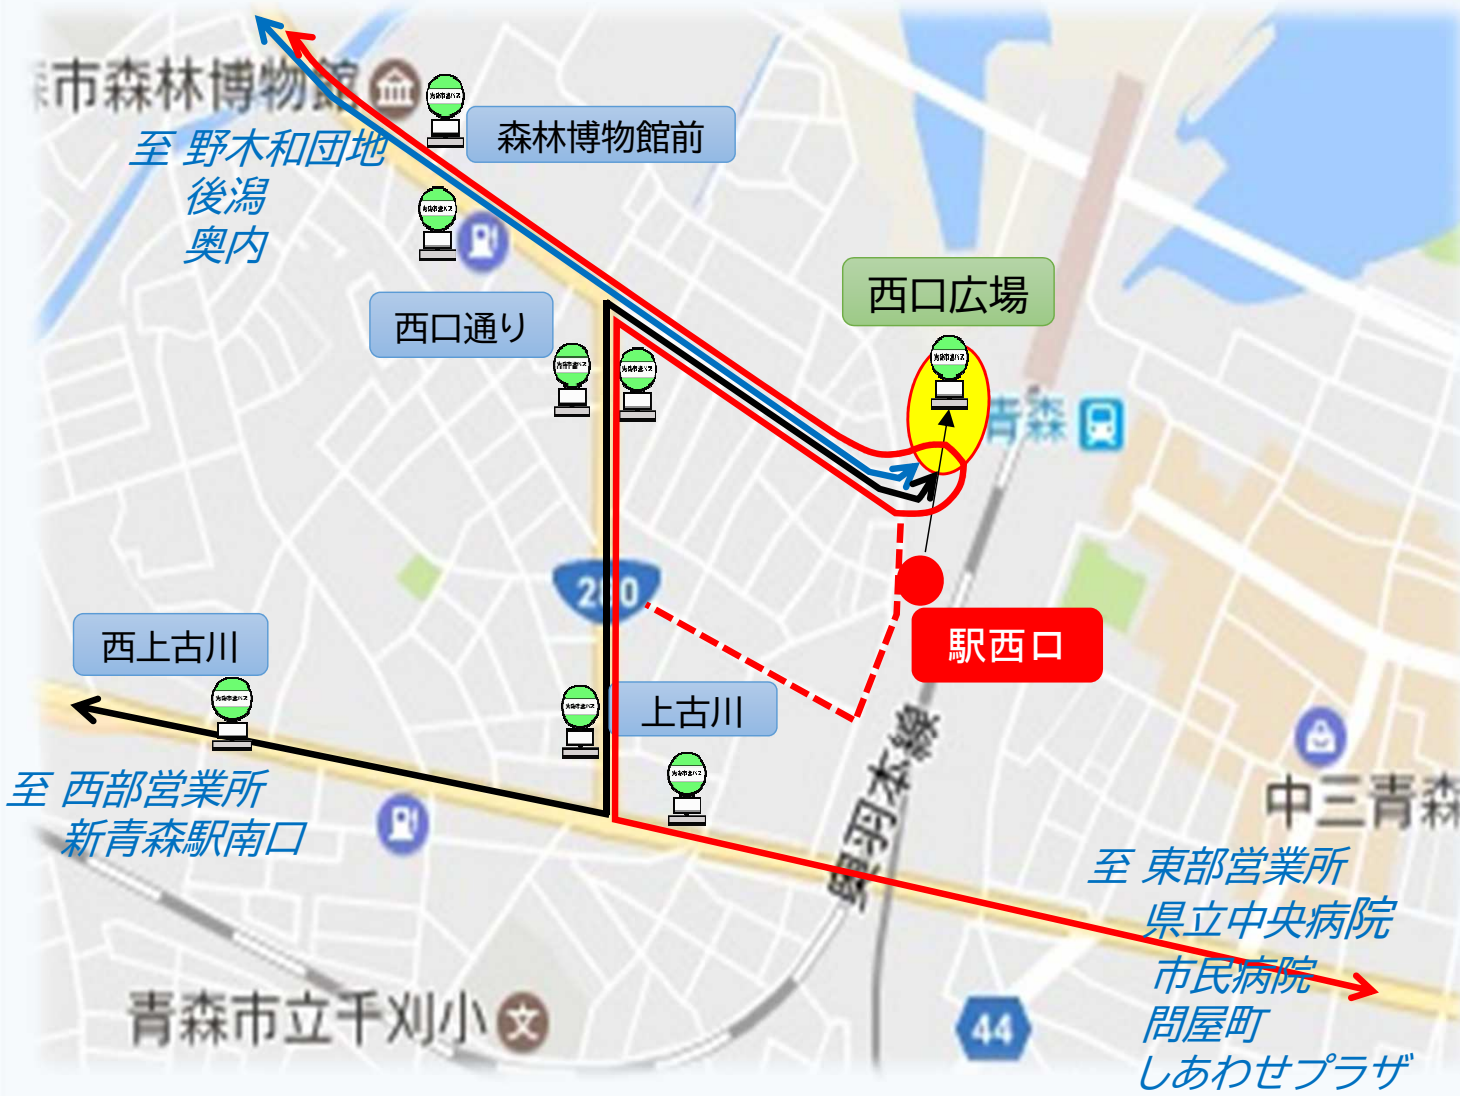 市森林博物館
森林博物館前
至 野木和団地
後潟
奥内
西口広場
西口通り
青森
280
西上古川
駅西口
上古川
奥羽本線
至 西部営業所
新青森駅南口
中三青森
至 東部営業所
県立中央病院
市民病院
問屋町
しあわせプラザ
青森市立千刈小
文
44